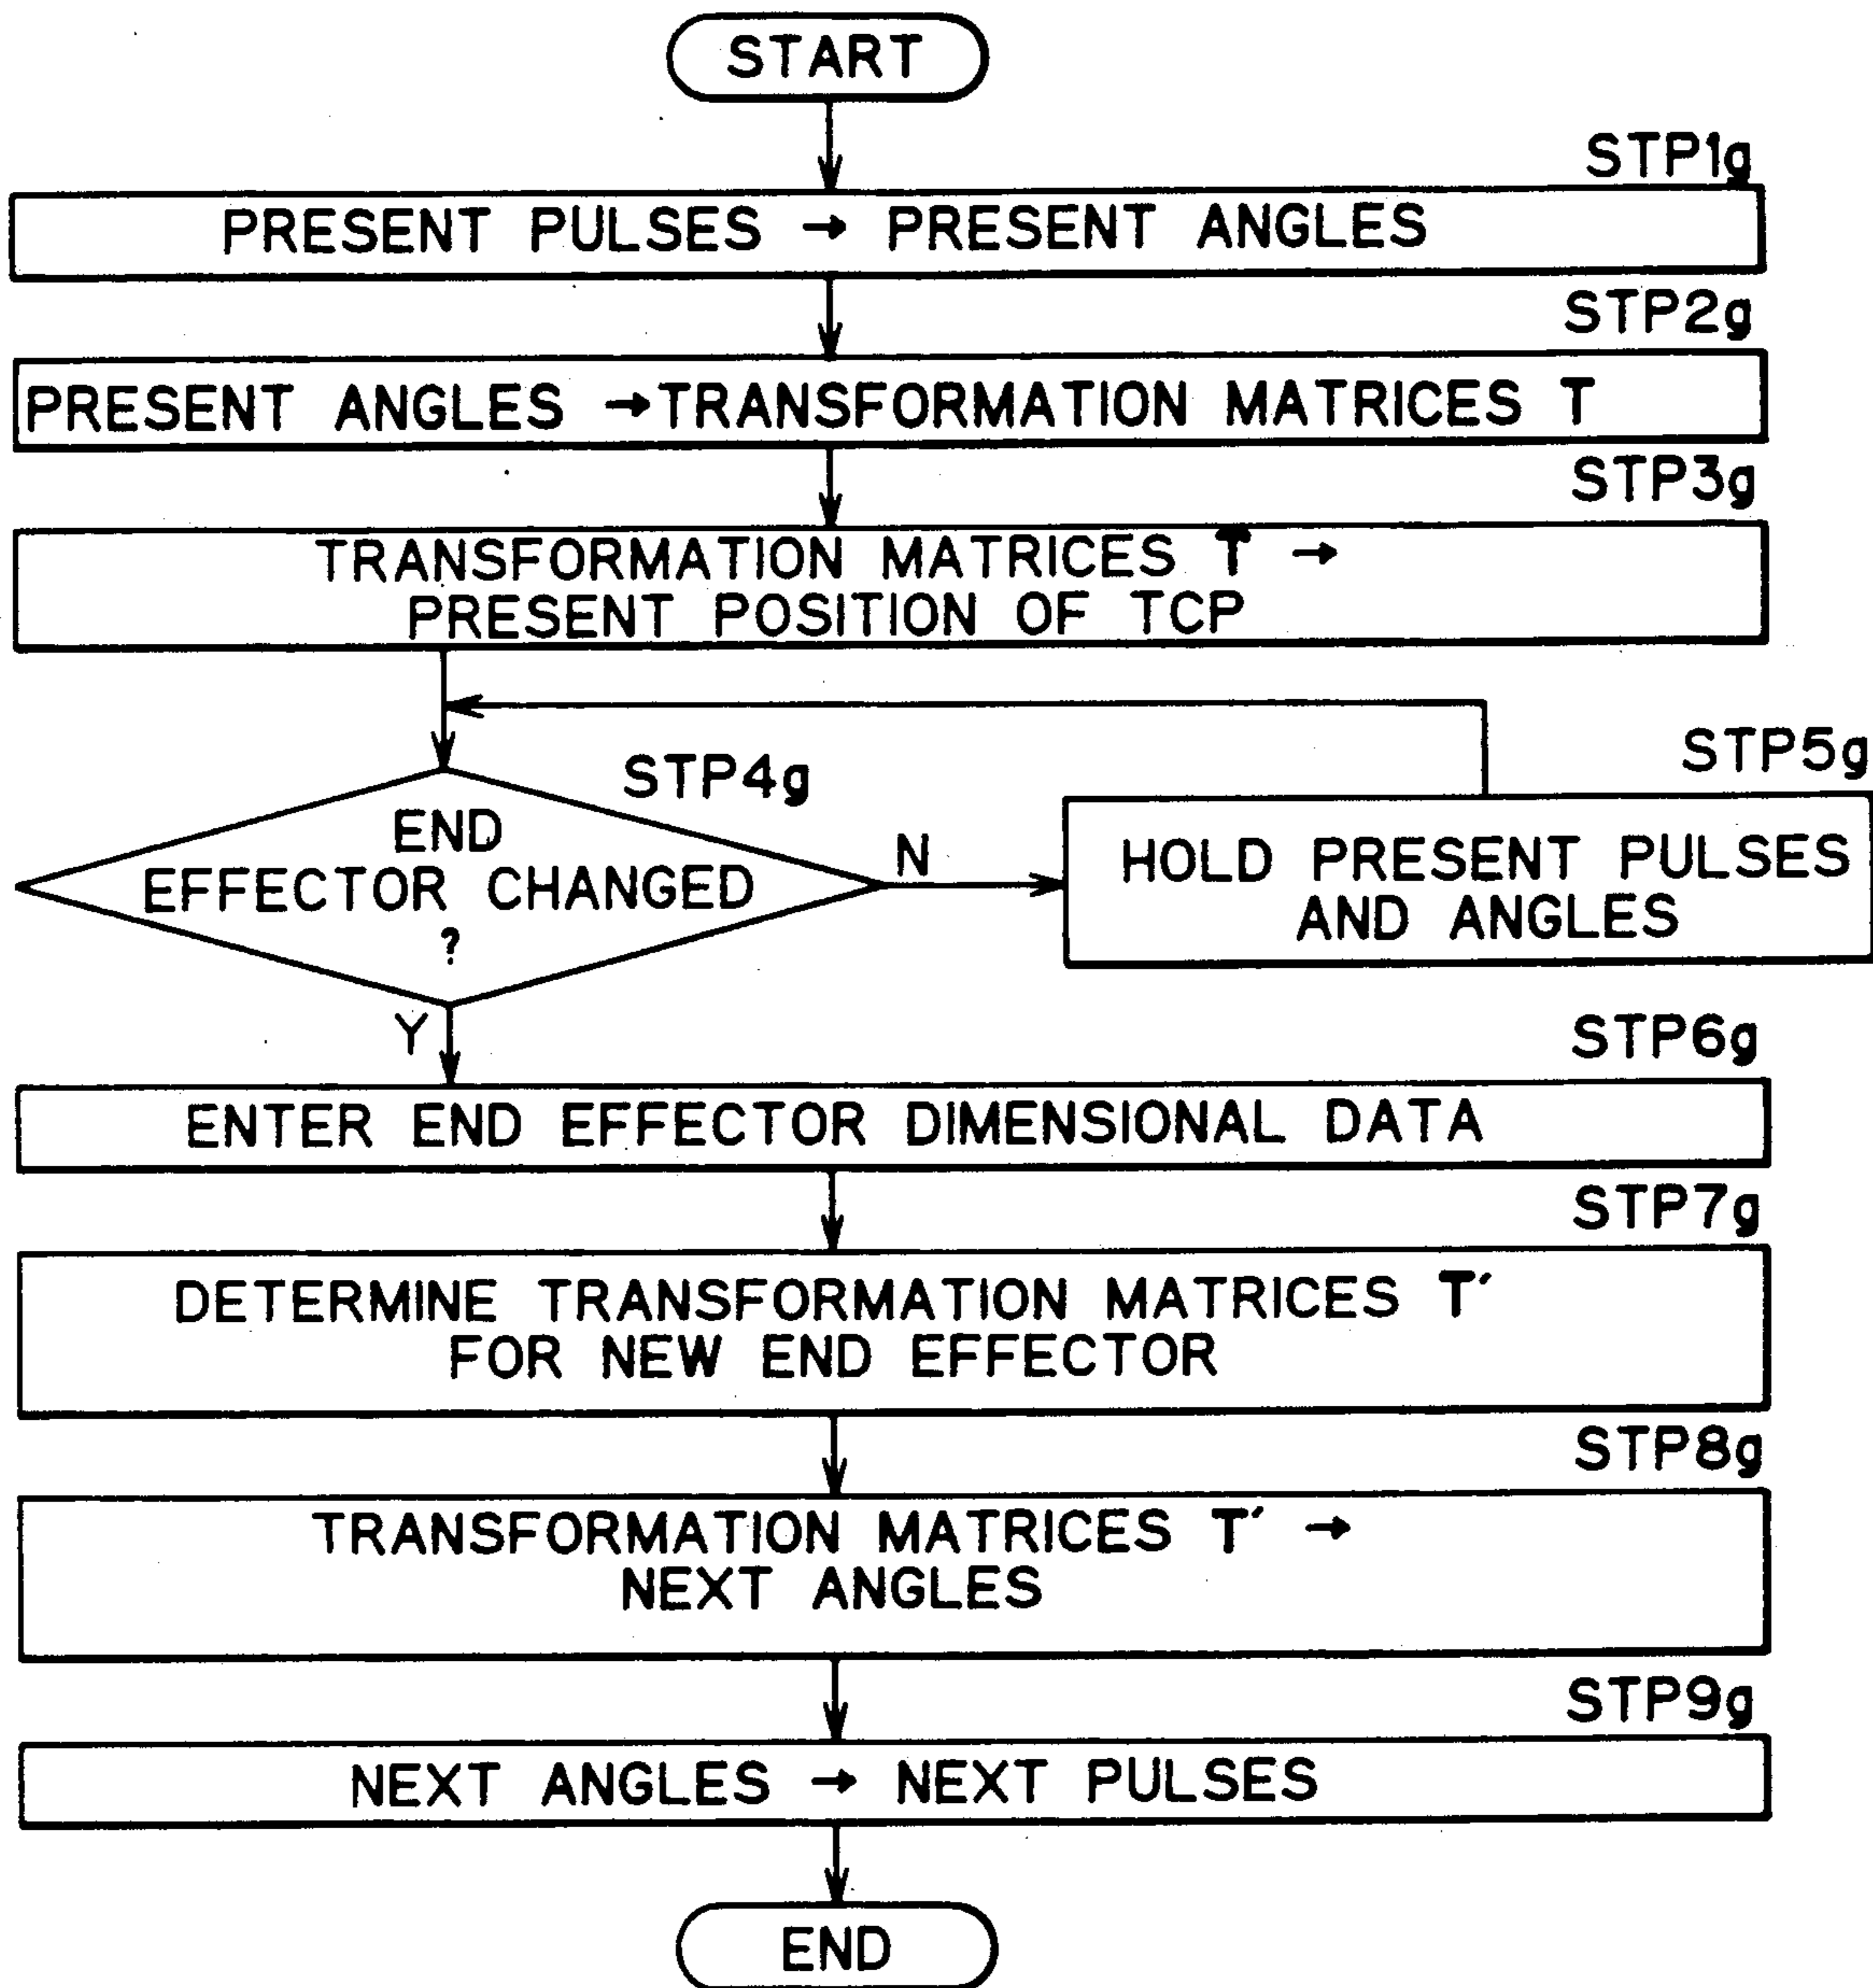 START
STP1g
PRESENT PULSES → PRESENT ANGLES
STP2g
PRESENT ANGLES → TRANSFORMATION MATRICES T
STP3g
TRANSFORMATION MATRICES T →
PRESENT POSITION OF TCP
STP4g
END
EFFECTOR CHANGED
?
N
STP5g
HOLD PRESENT PULSES
AND ANGLES
Y
STP6g
ENTER END EFFECTOR DIMENSIONAL DATA
STP7g
DETERMINE TRANSFORMATION MATRICES T′
FOR NEW END EFFECTOR
STP8g
TRANSFORMATION MATRICES T′ →
NEXT ANGLES
STP9g
NEXT ANGLES → NEXT PULSES
END